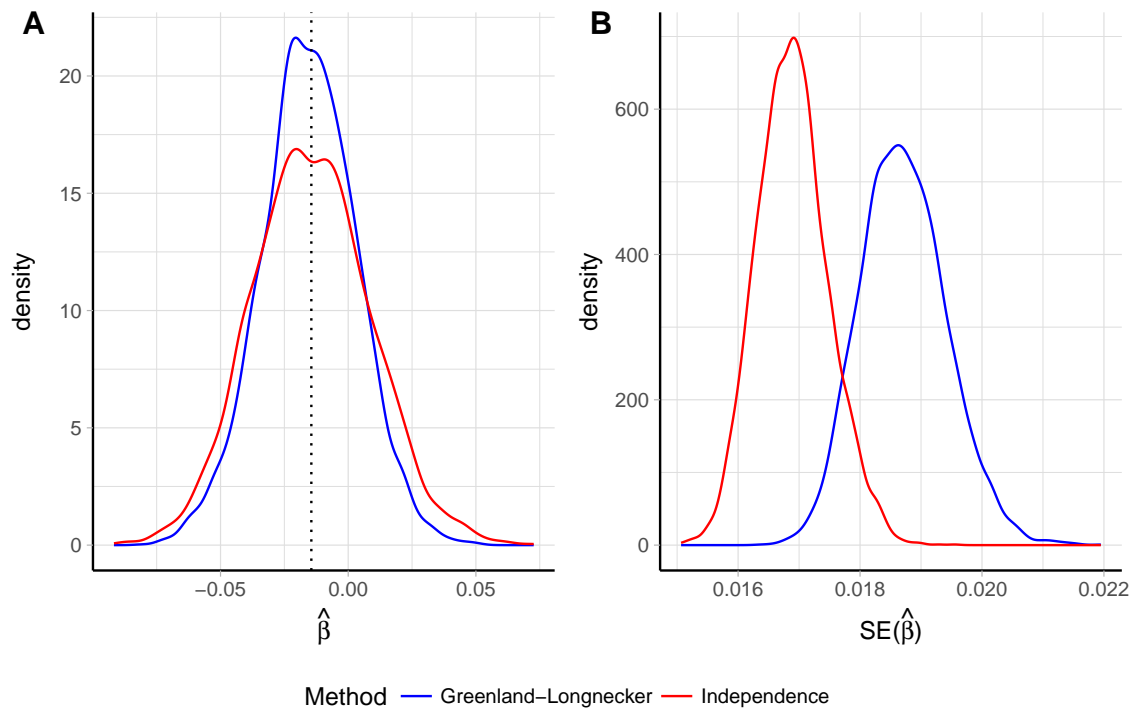 A
20
15
10
5
0
density
−0.05
0.00
0.05
β̂
B
600
400
200
0
density
0.016
0.018
0.020
0.022
SE(β̂)
Method Greenland−Longnecker Independence